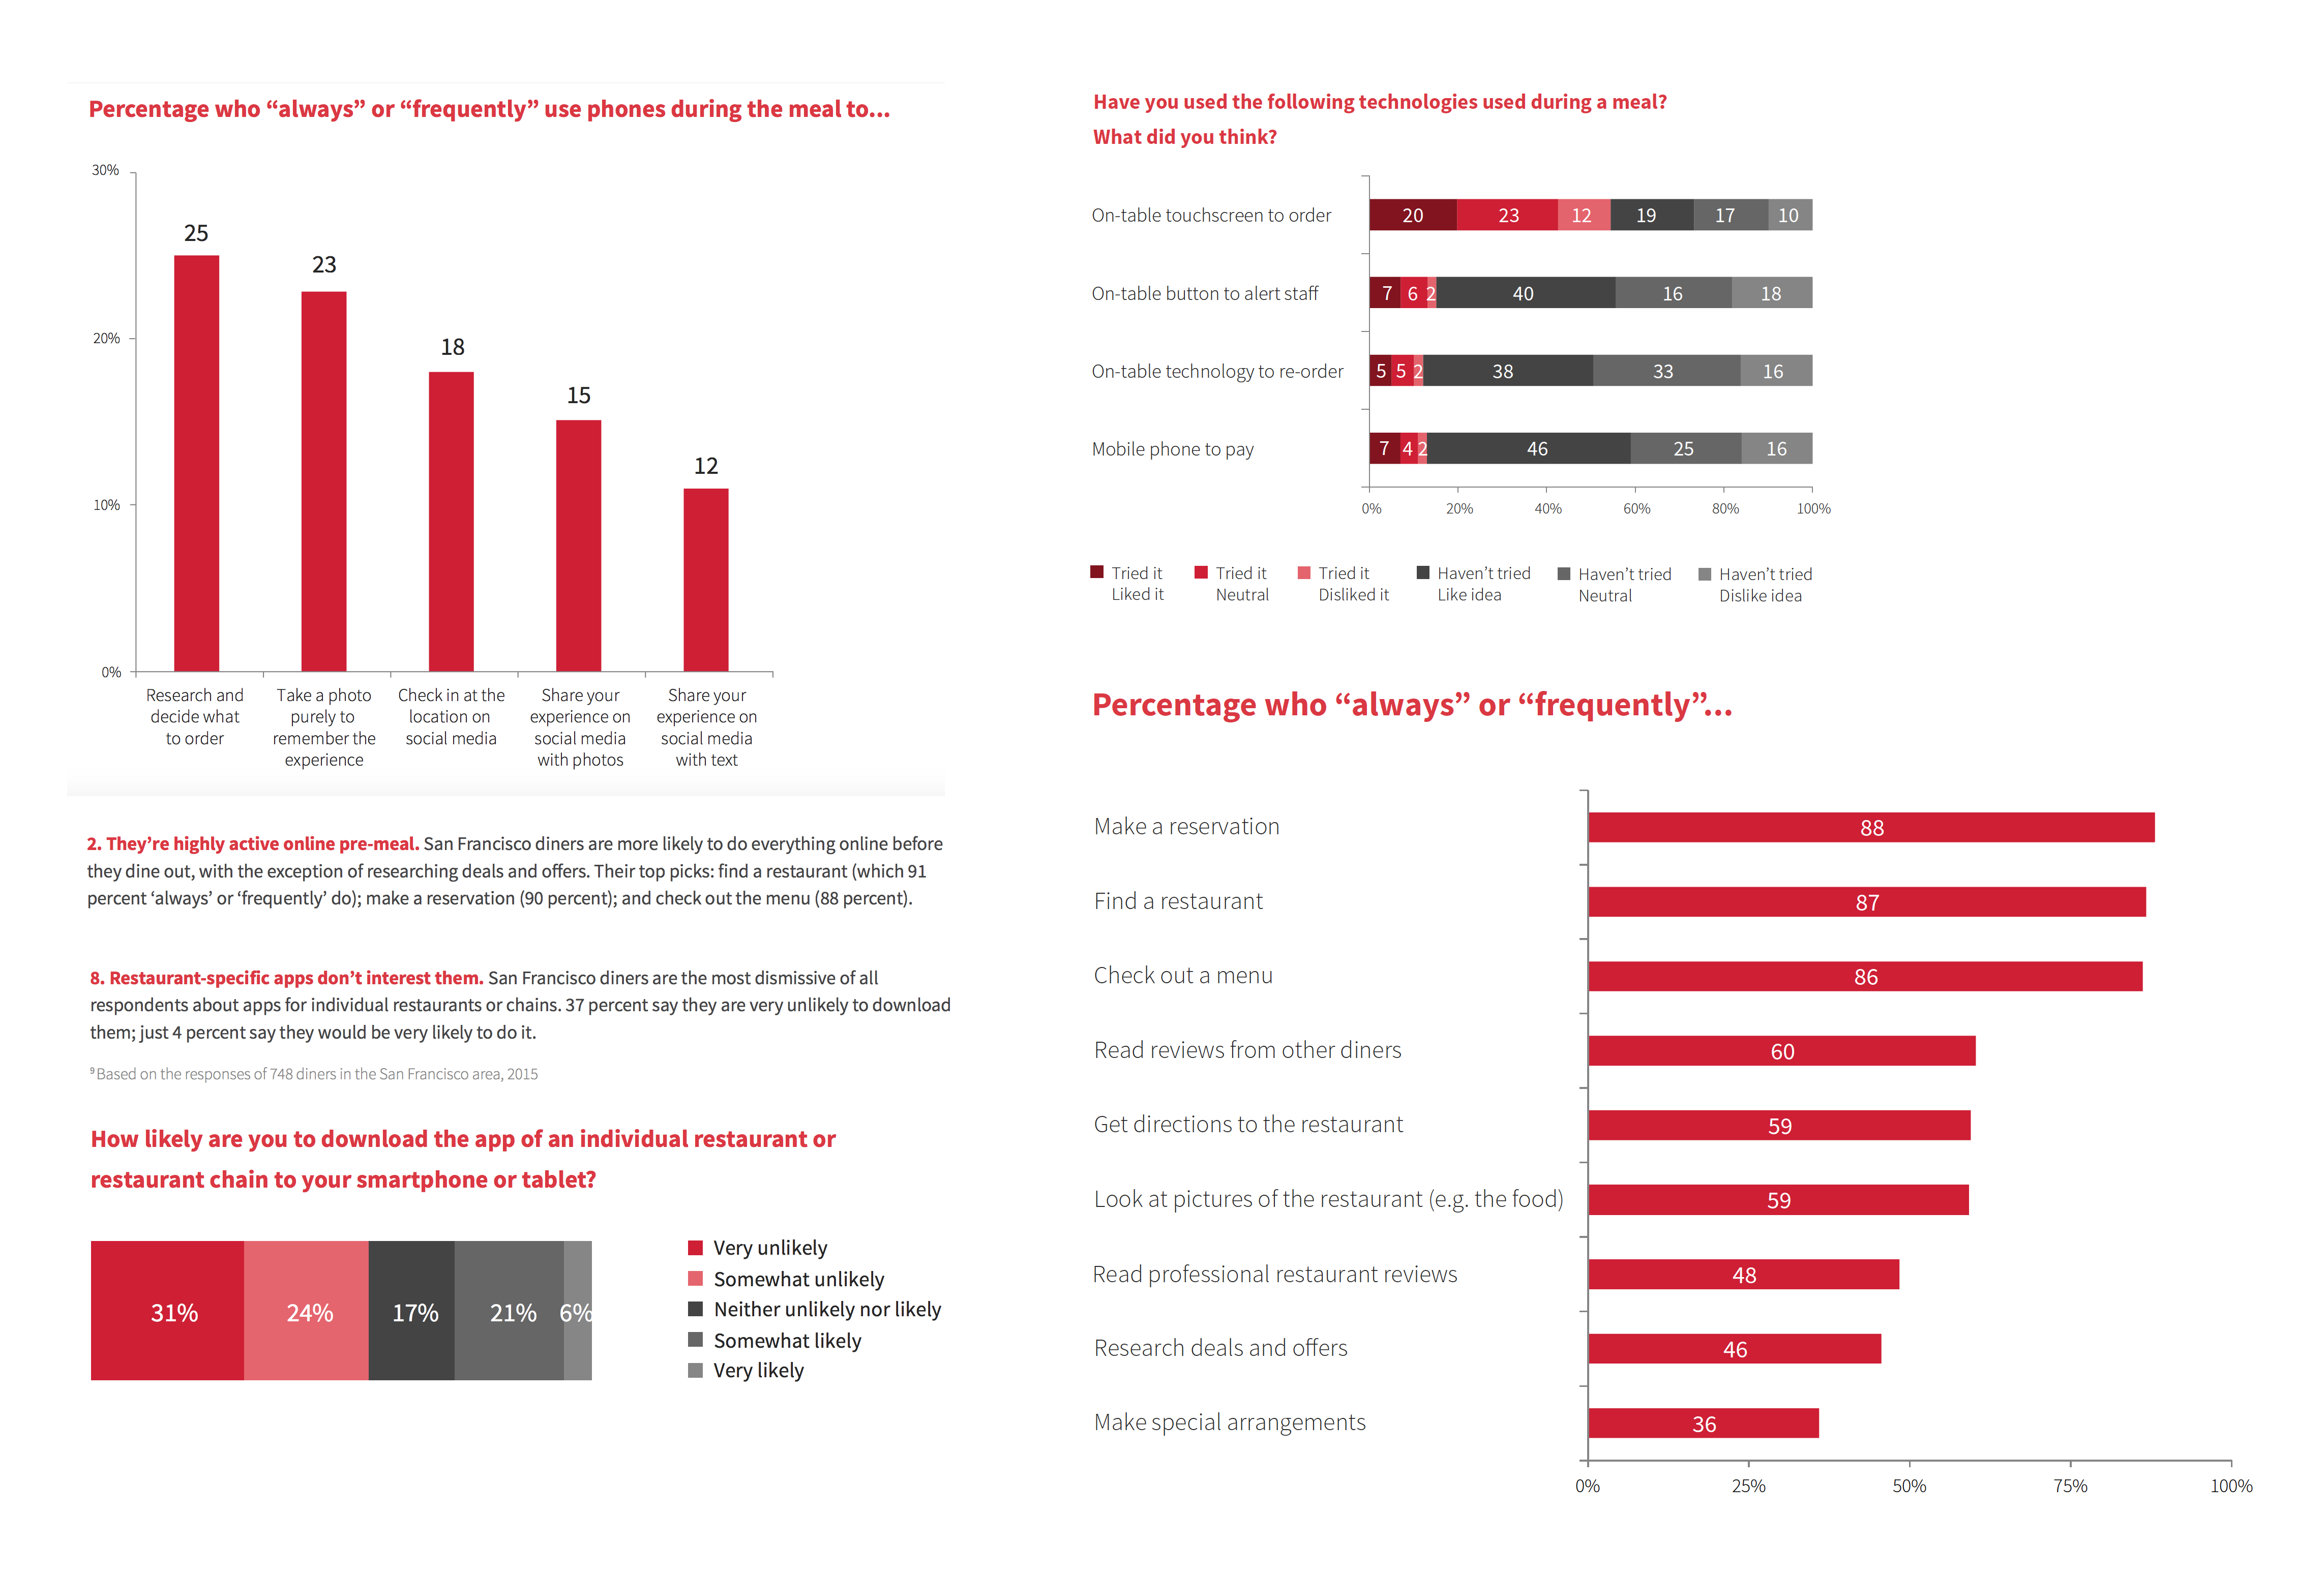 Percentage who “always” or “frequently” use phones during the meal to...
30%
20%
10%
0%
25
23
18
15
12
Research and
decide what
to order
Take a photo
purely to
remember the
experience
Check in at the
location on
social media
Share your
experience on
social media
with photos
Share your
experience on
social media
with text
2. They’re highly active online pre-meal. San Francisco diners are more likely to do everything online before
they dine out, with the exception of researching deals and offers. Their top picks: find a restaurant (which 91
percent ‘always’ or ‘frequently’ do); make a reservation (90 percent); and check out the menu (88 percent).
8. Restaurant-specific apps don’t interest them. San Francisco diners are the most dismissive of all
respondents about apps for individual restaurants or chains. 37 percent say they are very unlikely to download
them; just 4 percent say they would be very likely to do it.
9 Based on the responses of 748 diners in the San Francisco area, 2015
How likely are you to download the app of an individual restaurant or
restaurant chain to your smartphone or tablet?
31% 24% 17% 21% 6%
Very unlikely
Somewhat unlikely
Neither unlikely nor likely
Somewhat likely
Very likely
Have you used the following technologies used during a meal?
What did you think?
On-table touchscreen to order 20 23 12 19 17 10
On-table button to alert staff 7 6 2 40 16 18
On-table technology to re-order 5 5 2 38 33 16
Mobile phone to pay 7 4 2 46 25 16
0% 20% 40% 60% 80% 100%
Tried it
Liked it
Tried it
Neutral
Tried it
Disliked it
Haven’t tried
Like idea
Haven’t tried
Neutral
Haven’t tried
Dislike idea
Percentage who “always” or “frequently”...
Make a reservation 88
Find a restaurant 87
Check out a menu 86
Read reviews from other diners 60
Get directions to the restaurant 59
Look at pictures of the restaurant (e.g. the food) 59
Read professional restaurant reviews 48
Research deals and offers 46
Make special arrangements 36
0% 25% 50% 75% 100%